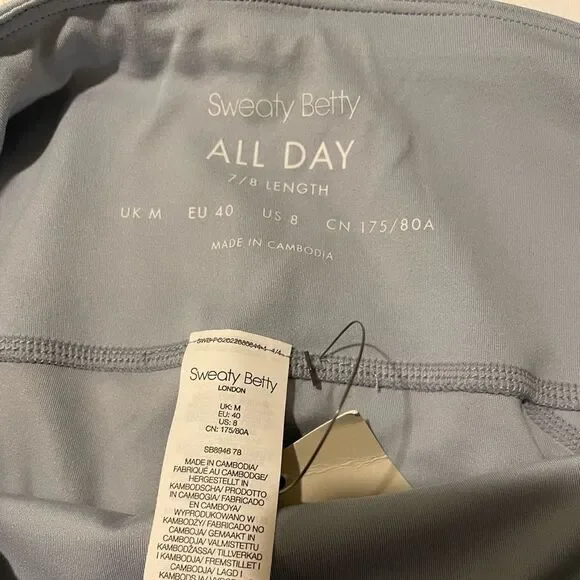 Sweaty Betty
ALL DAY
7/8 LENGTH
UK M EU 40 US 8 CN 175/80A
MADE IN CAMBODIA
Sweaty Betty
LONDON
UK: M
EU: 40
US: 8
CN: 175/80A
SB8946 78
MADE IN CAMBODIA/
FABRIQUÉ AU CAMBODGE/
HERGESTELLT IN
KAMBODSCHA/ PRODOTTO
IN CAMBOGIA/ FABRICADO
EN CAMBOYA/
WYPRODUKOWANO W
KAMBODŻY/ FABRICADO NO
CAMBOJA/ GEMAAKT IN
CAMBODJA/ VALMISTETTU
KAMBODŽASSA/ TILLVERKAD
I KAMBODJA/ FREMSTILLET I
CAMBODJA/ LAGD I